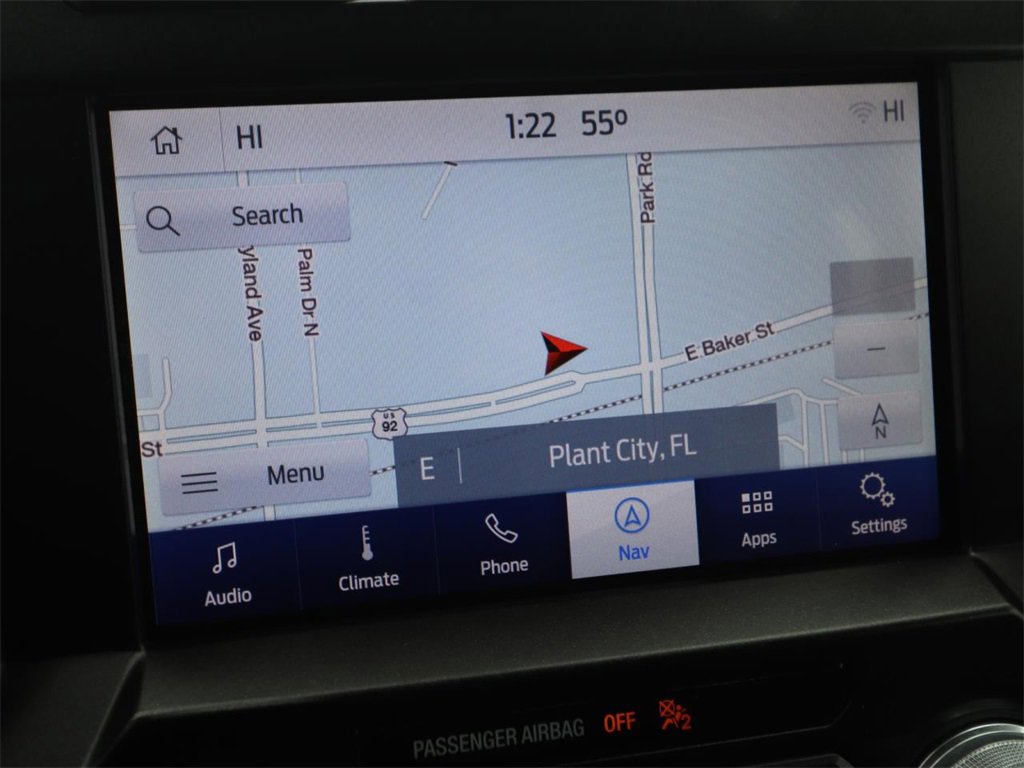 HI
1:22 55°
HI
Search
Park Rd
yland Ave
Palm Dr N
E Baker St
US
92
St
N
Menu
E
Plant City, FL
Audio
Climate
Phone
Nav
Apps
Settings
PASSENGER AIRBAG OFF
2